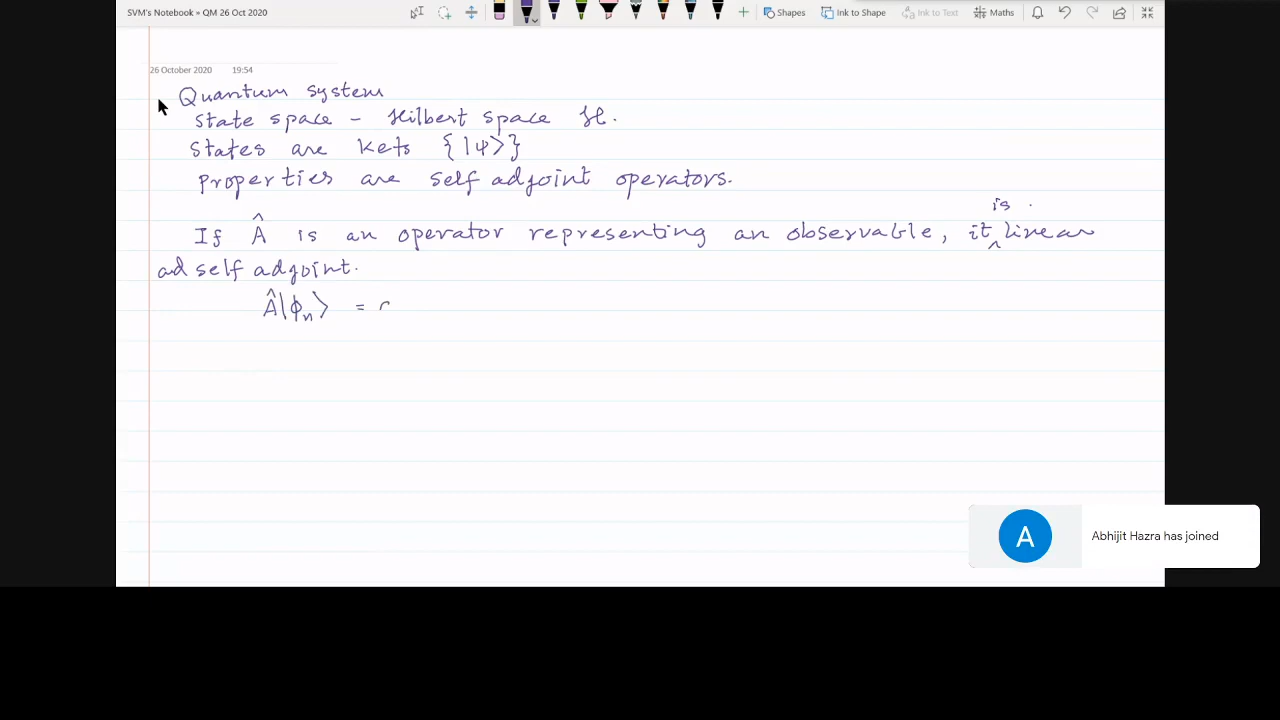 SVM's Notebook » QM 26 Oct 2020
Shapes
Ink to Shape
Ink to Text
Maths
26 October 2020 19:54
Quantum system
State space - Hilbert space ℋ.
States are kets {|ψ⟩}
Properties are self adjoint operators.
is .
If Â is an operator representing an observable, it ^ linear
ad self adjoint.
Â|ϕₙ⟩ =
A
Abhijit Hazra has joined